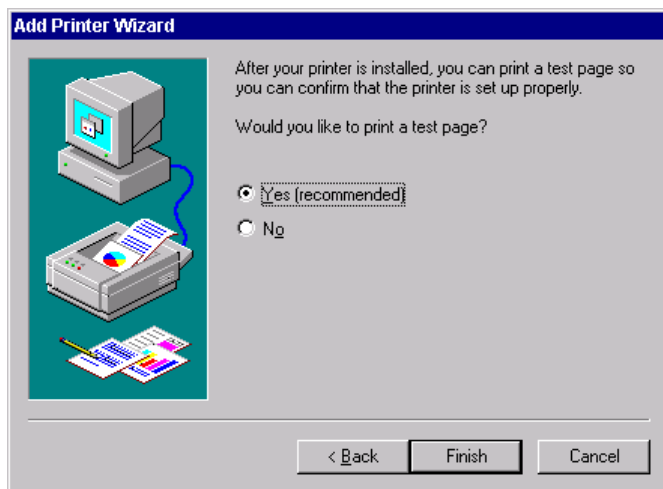 Add Printer Wizard
After your printer is installed, you can print a test page so
you can confirm that the printer is set up properly.
Would you like to print a test page?
Yes (recommended)
No
< Back
Finish
Cancel